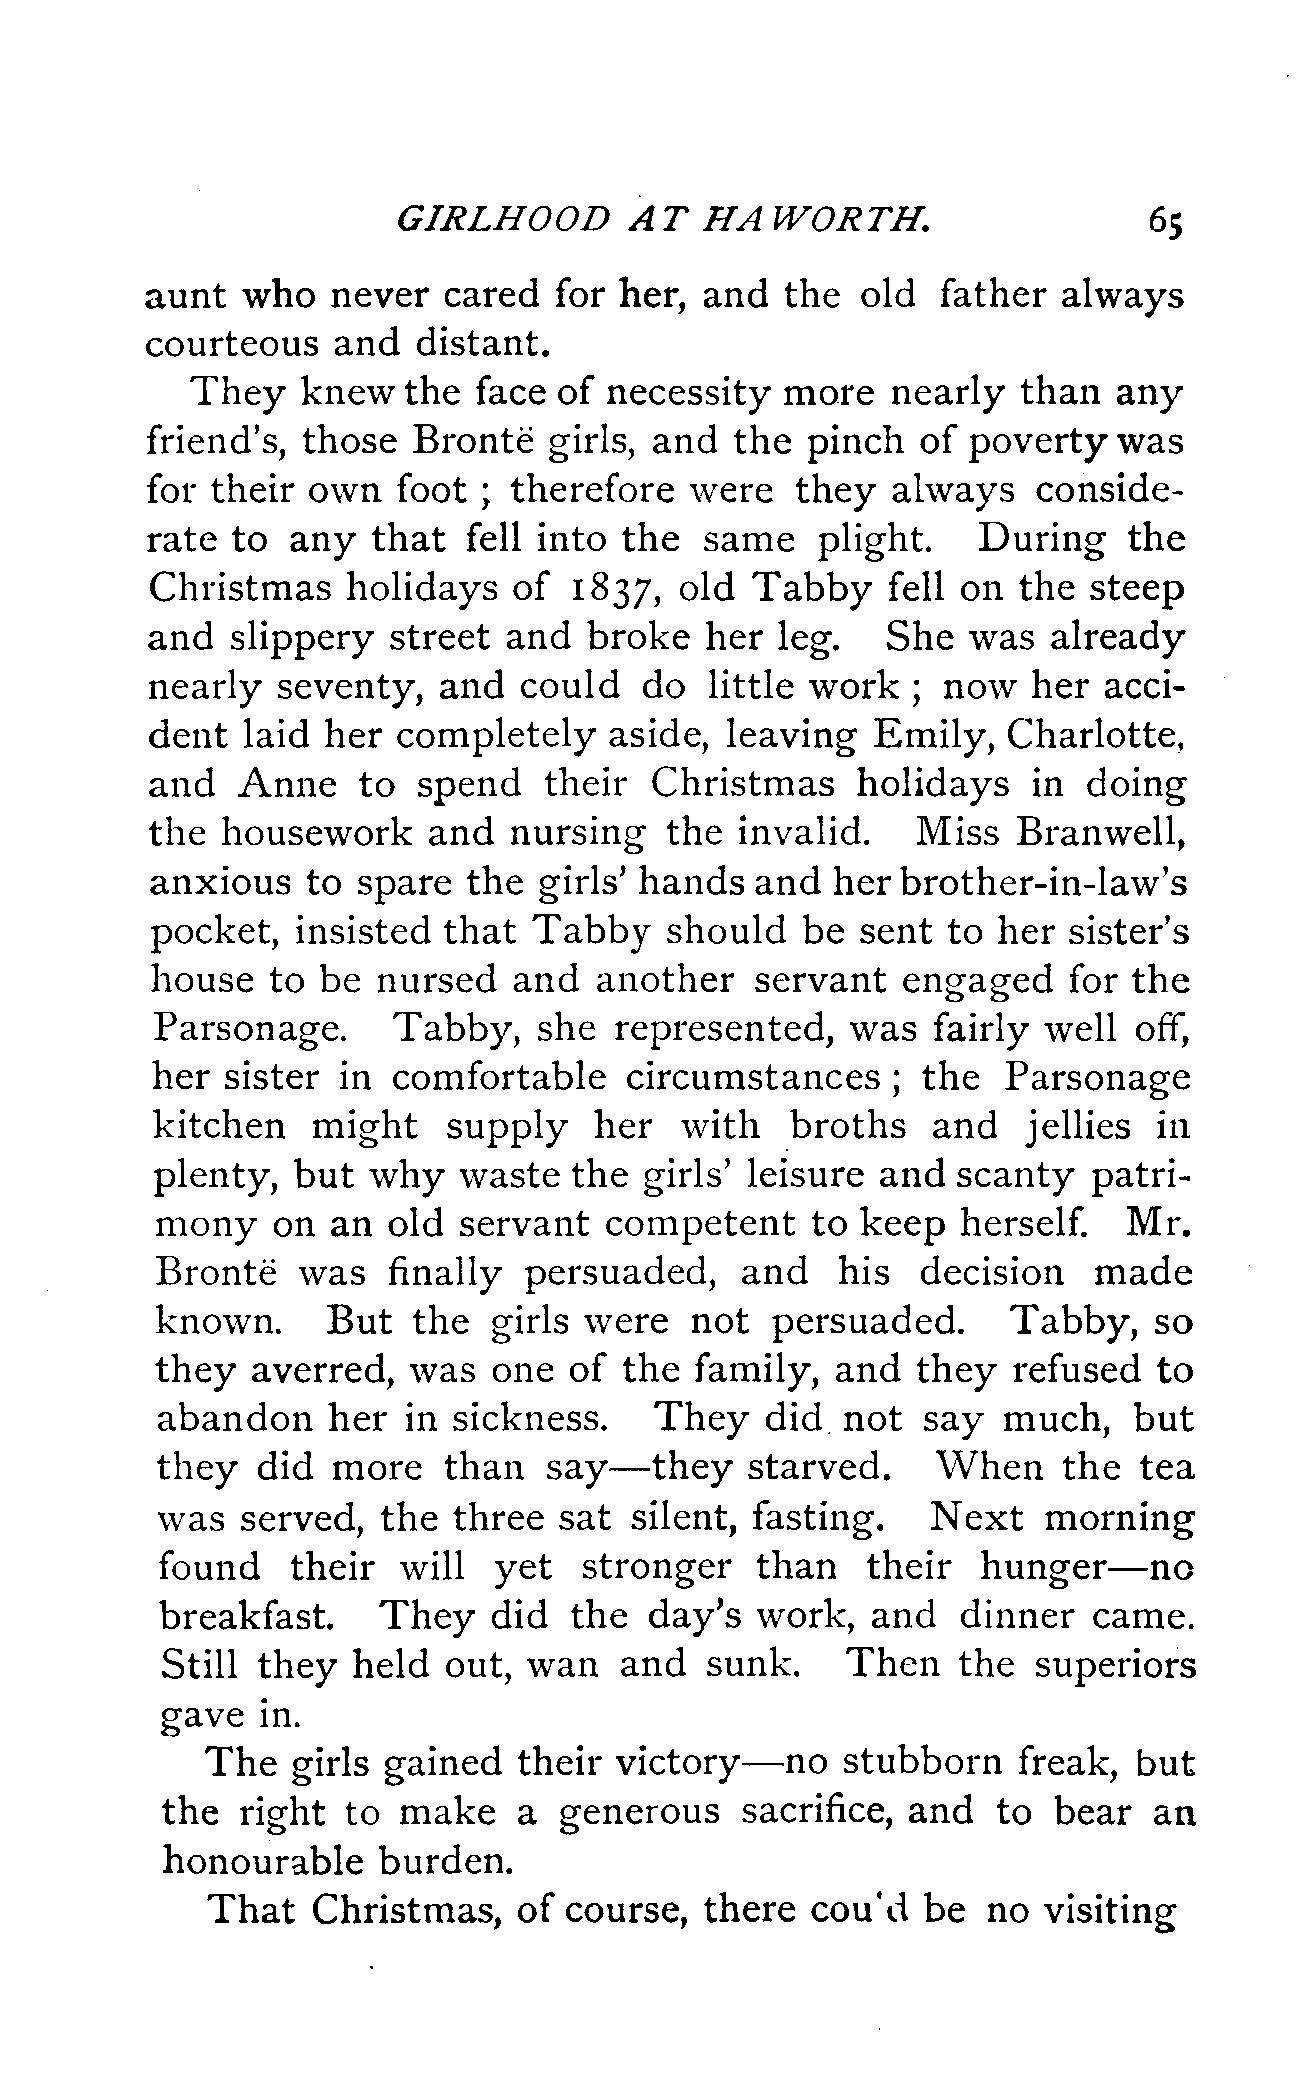 GIRLHOOD AT HAWORTH. 65
aunt who never cared for her, and the old father always
courteous and distant.
They knew the face of necessity more nearly than any
friend's, those Brontë girls, and the pinch of poverty was
for their own foot ; therefore were they always conside-
rate to any that fell into the same plight. During the
Christmas holidays of 1837, old Tabby fell on the steep
and slippery street and broke her leg. She was already
nearly seventy, and could do little work ; now her acci-
dent laid her completely aside, leaving Emily, Charlotte,
and Anne to spend their Christmas holidays in doing
the housework and nursing the invalid. Miss Branwell,
anxious to spare the girls' hands and her brother-in-law's
pocket, insisted that Tabby should be sent to her sister's
house to be nursed and another servant engaged for the
Parsonage. Tabby, she represented, was fairly well off,
her sister in comfortable circumstances ; the Parsonage
kitchen might supply her with broths and jellies in
plenty, but why waste the girls' leisure and scanty patri-
mony on an old servant competent to keep herself. Mr.
Brontë was finally persuaded, and his decision made
known. But the girls were not persuaded. Tabby, so
they averred, was one of the family, and they refused to
abandon her in sickness. They did not say much, but
they did more than say—they starved. When the tea
was served, the three sat silent, fasting. Next morning
found their will yet stronger than their hunger—no
breakfast. They did the day's work, and dinner came.
Still they held out, wan and sunk. Then the superiors
gave in.
The girls gained their victory—no stubborn freak, but
the right to make a generous sacrifice, and to bear an
honourable burden.
That Christmas, of course, there cou'd be no visiting